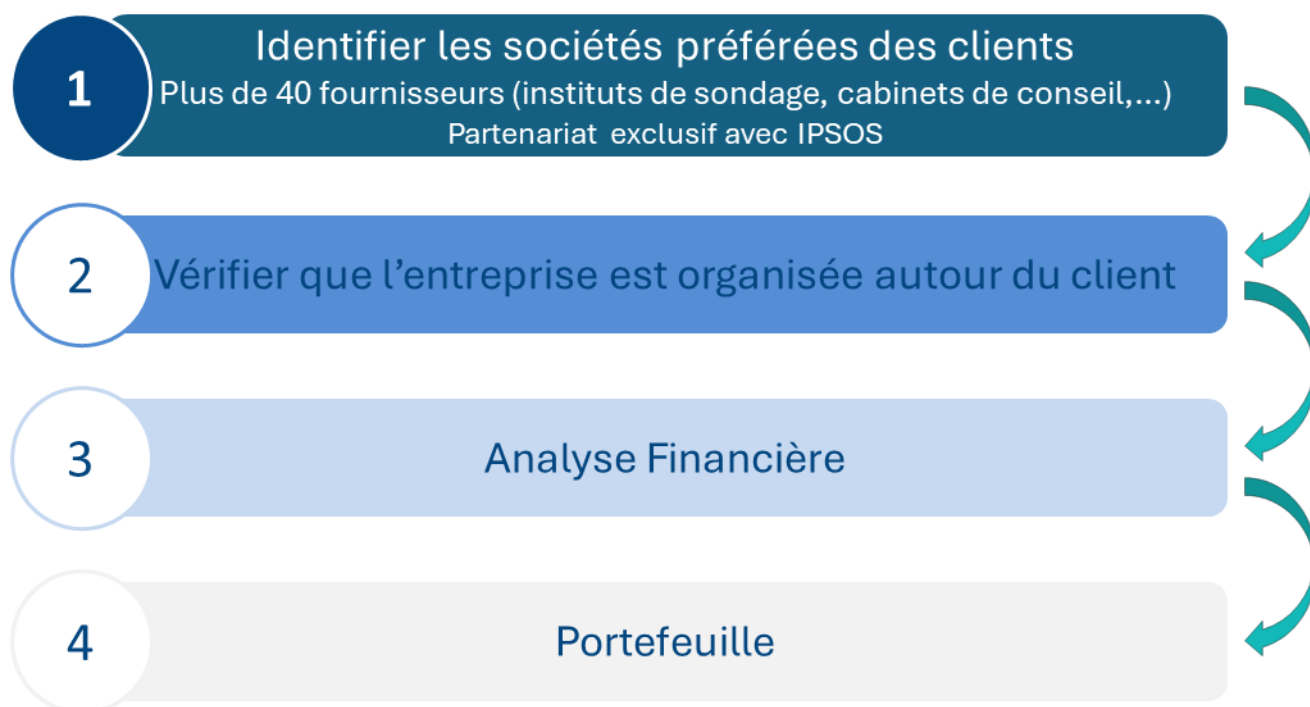 1
Identifier les sociétés préférées des clients
Plus de 40 fournisseurs (instituts de sondage, cabinets de conseil,...)
Partenariat exclusif avec IPSOS
2
Vérifier que l’entreprise est organisée autour du client
3
Analyse Financière
4
Portefeuille